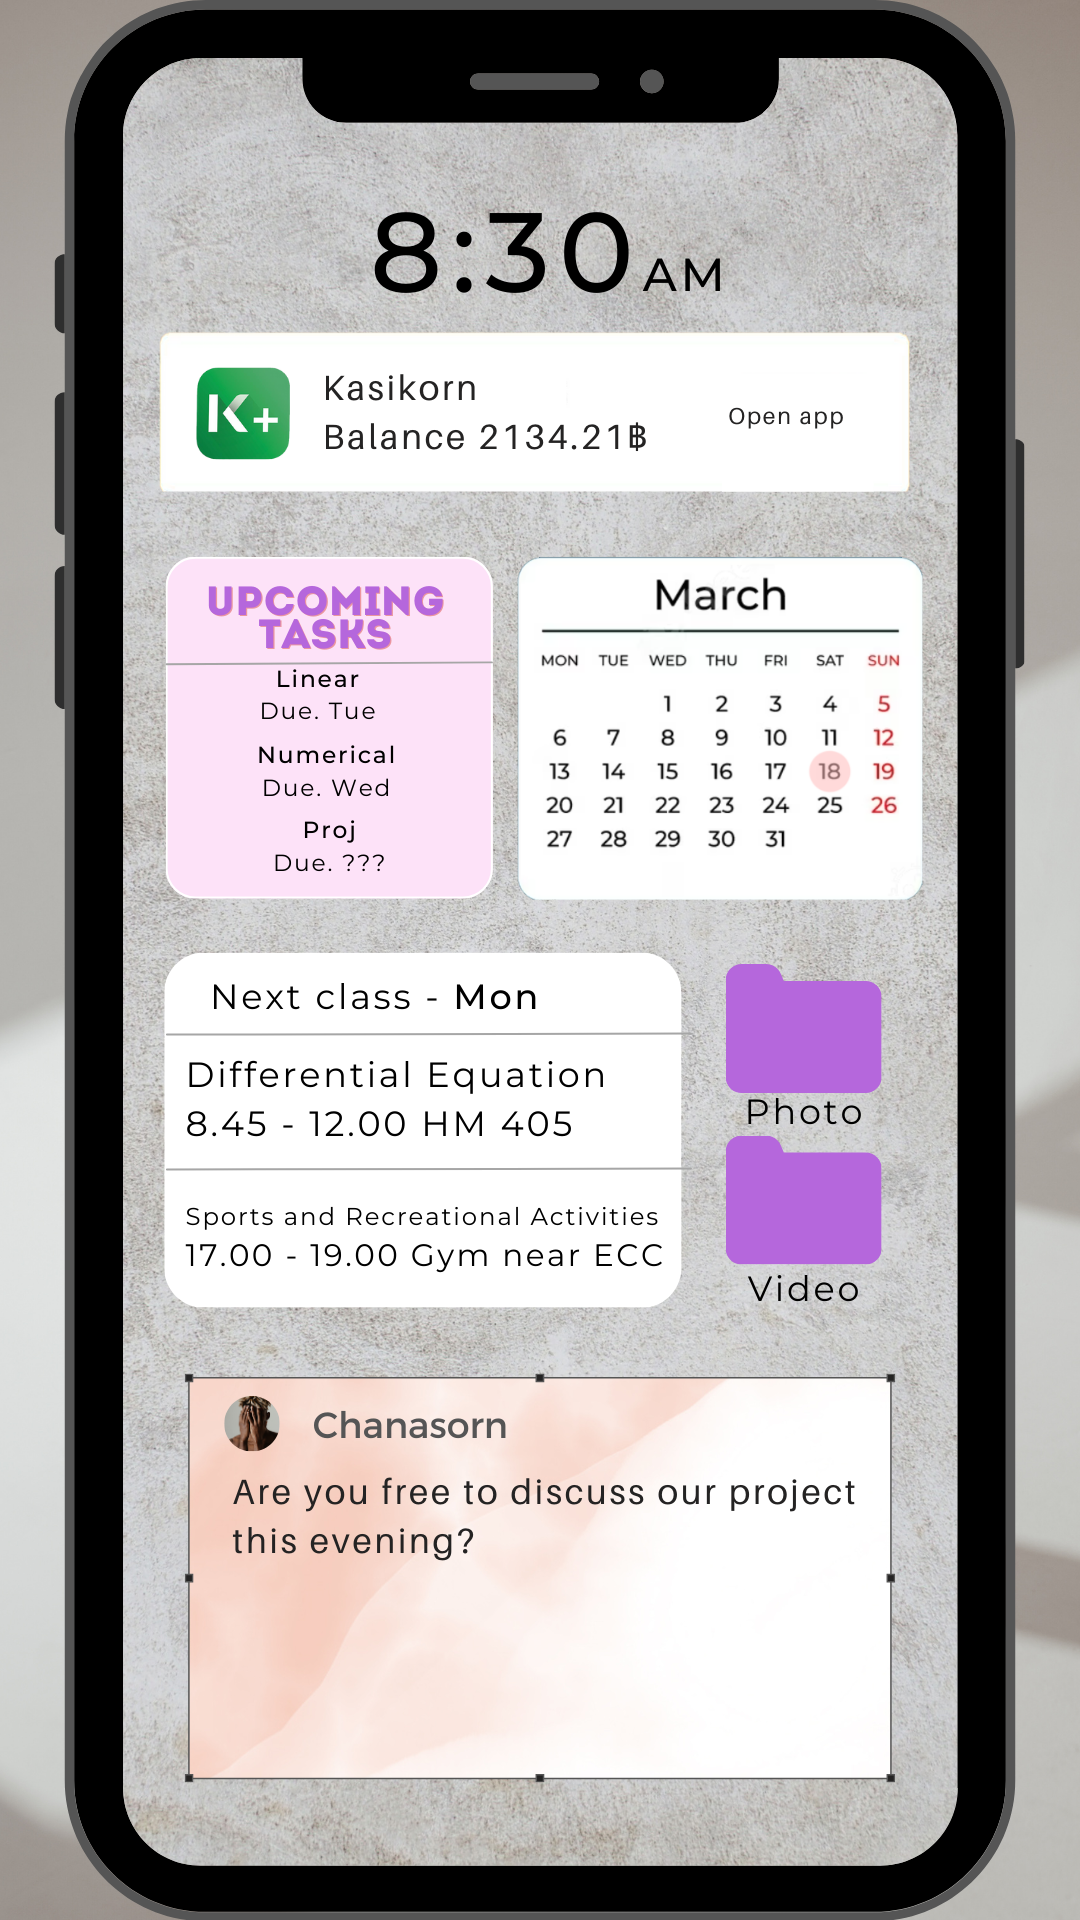 8:30 AM
K+
Kasikorn
Balance 2134.21฿
Open app
UPCOMING
TASKS
Linear
Due. Tue
Numerical
Due. Wed
Proj
Due. ???
March
MON TUE WED THU FRI SAT SUN
1 2 3 4 5
6 7 8 9 10 11 12
13 14 15 16 17 18 19
20 21 22 23 24 25 26
27 28 29 30 31
Next class - Mon
Differential Equation
8.45 - 12.00 HM 405
Sports and Recreational Activities
17.00 - 19.00 Gym near ECC
Photo
Video
Chanasorn
Are you free to discuss our project
this evening?